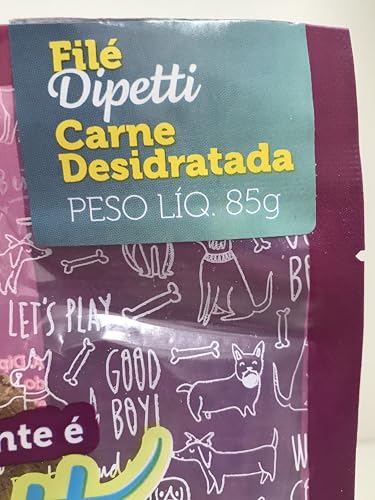 Filé
Dipetti
Carne
Desidratada
PESO LÍQ. 85g
LET'S PLAY
GOOD
BOY!
nte é